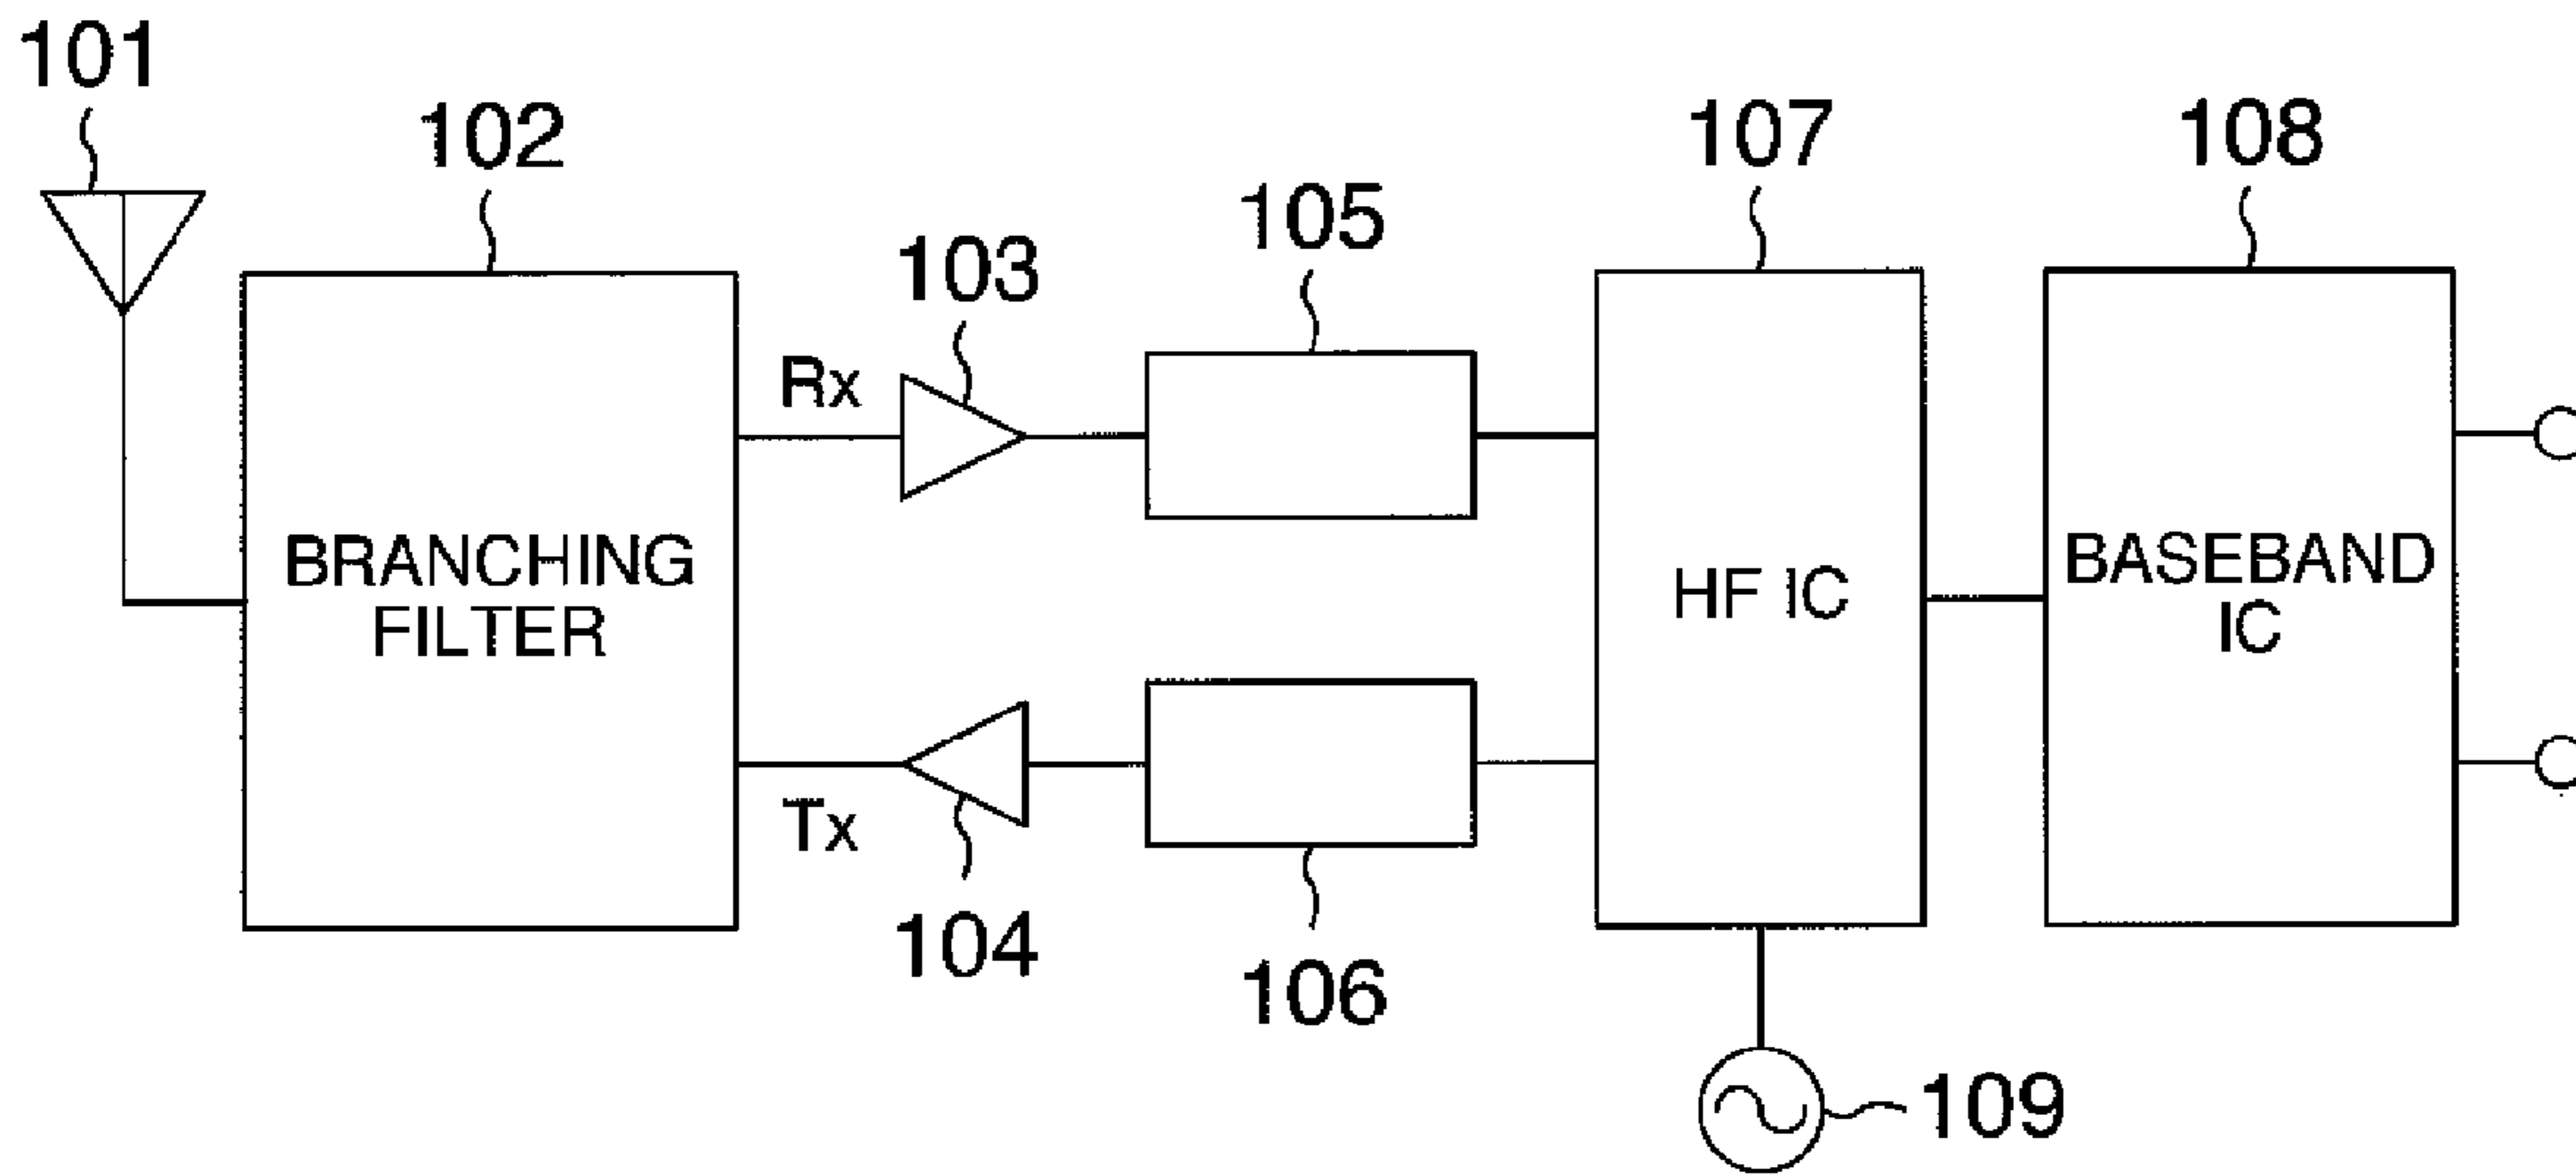 101
102
107
108
105
103
Rx
BRANCHING
FILTER
HF IC
BASEBAND
IC
Tx
104
106
109